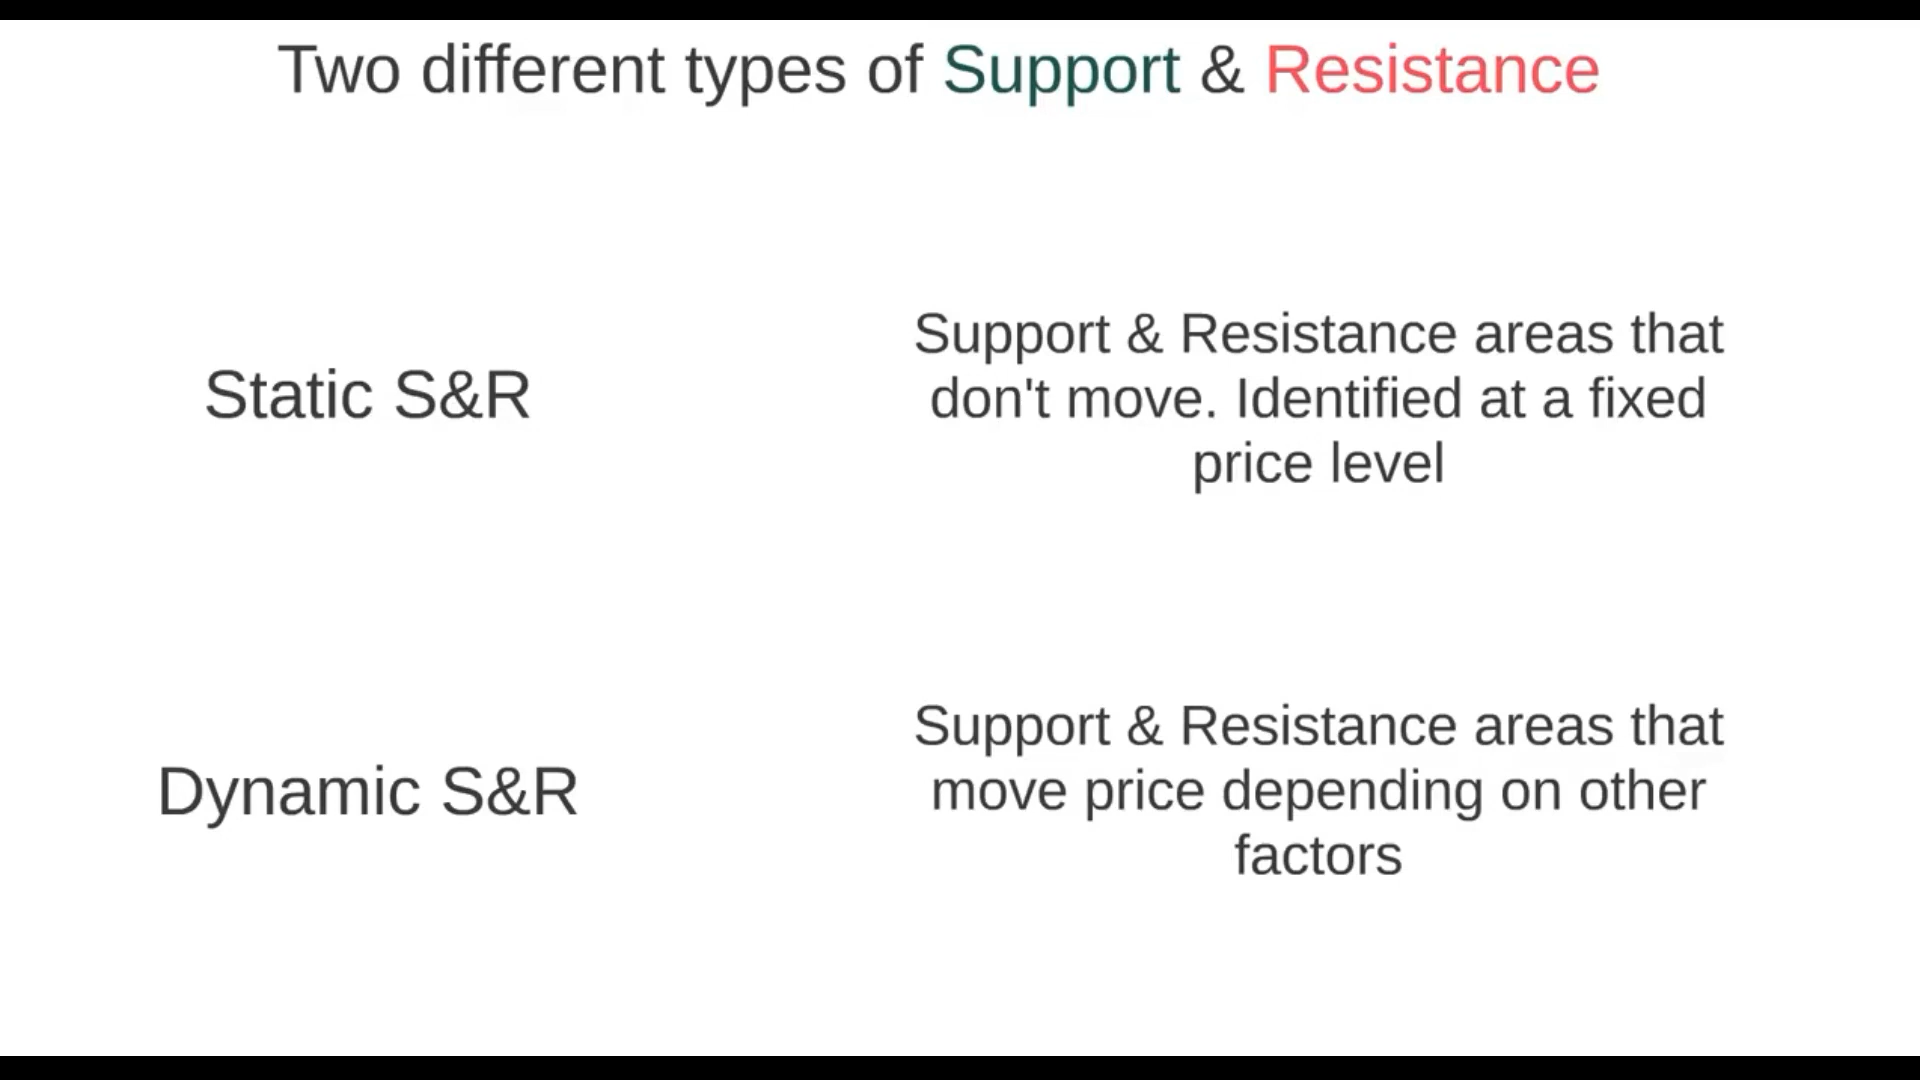 Two different types of Support & Resistance
Static S&R
Support & Resistance areas that
don't move. Identified at a fixed
price level
Dynamic S&R
Support & Resistance areas that
move price depending on other
factors